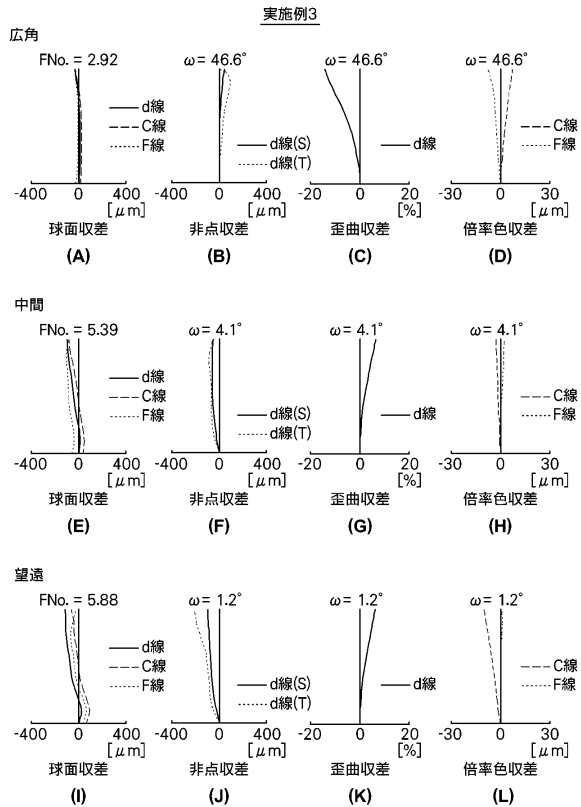 実施例3
広角
FNo. = 2.92
ω = 46.6°
ω = 46.6°
ω = 46.6°
d線
C線
F線
d線(S)
d線(T)
d線
C線
F線
-400 0 400
-400 0 400
-20 0 20
-30 0 30
[μm]
[μm]
[%]
[μm]
球面収差
非点収差
歪曲収差
倍率色収差
(A)
(B)
(C)
(D)
中間
FNo. = 5.39
ω = 4.1°
ω = 4.1°
ω = 4.1°
d線
C線
F線
d線(S)
d線(T)
d線
C線
F線
-400 0 400
-400 0 400
-20 0 20
-30 0 30
[μm]
[μm]
[%]
[μm]
球面収差
非点収差
歪曲収差
倍率色収差
(E)
(F)
(G)
(H)
望遠
FNo. = 5.88
ω = 1.2°
ω = 1.2°
ω = 1.2°
d線
C線
F線
d線(S)
d線(T)
d線
C線
F線
-400 0 400
-400 0 400
-20 0 20
-30 0 30
[μm]
[μm]
[%]
[μm]
球面収差
非点収差
歪曲収差
倍率色収差
(I)
(J)
(K)
(L)